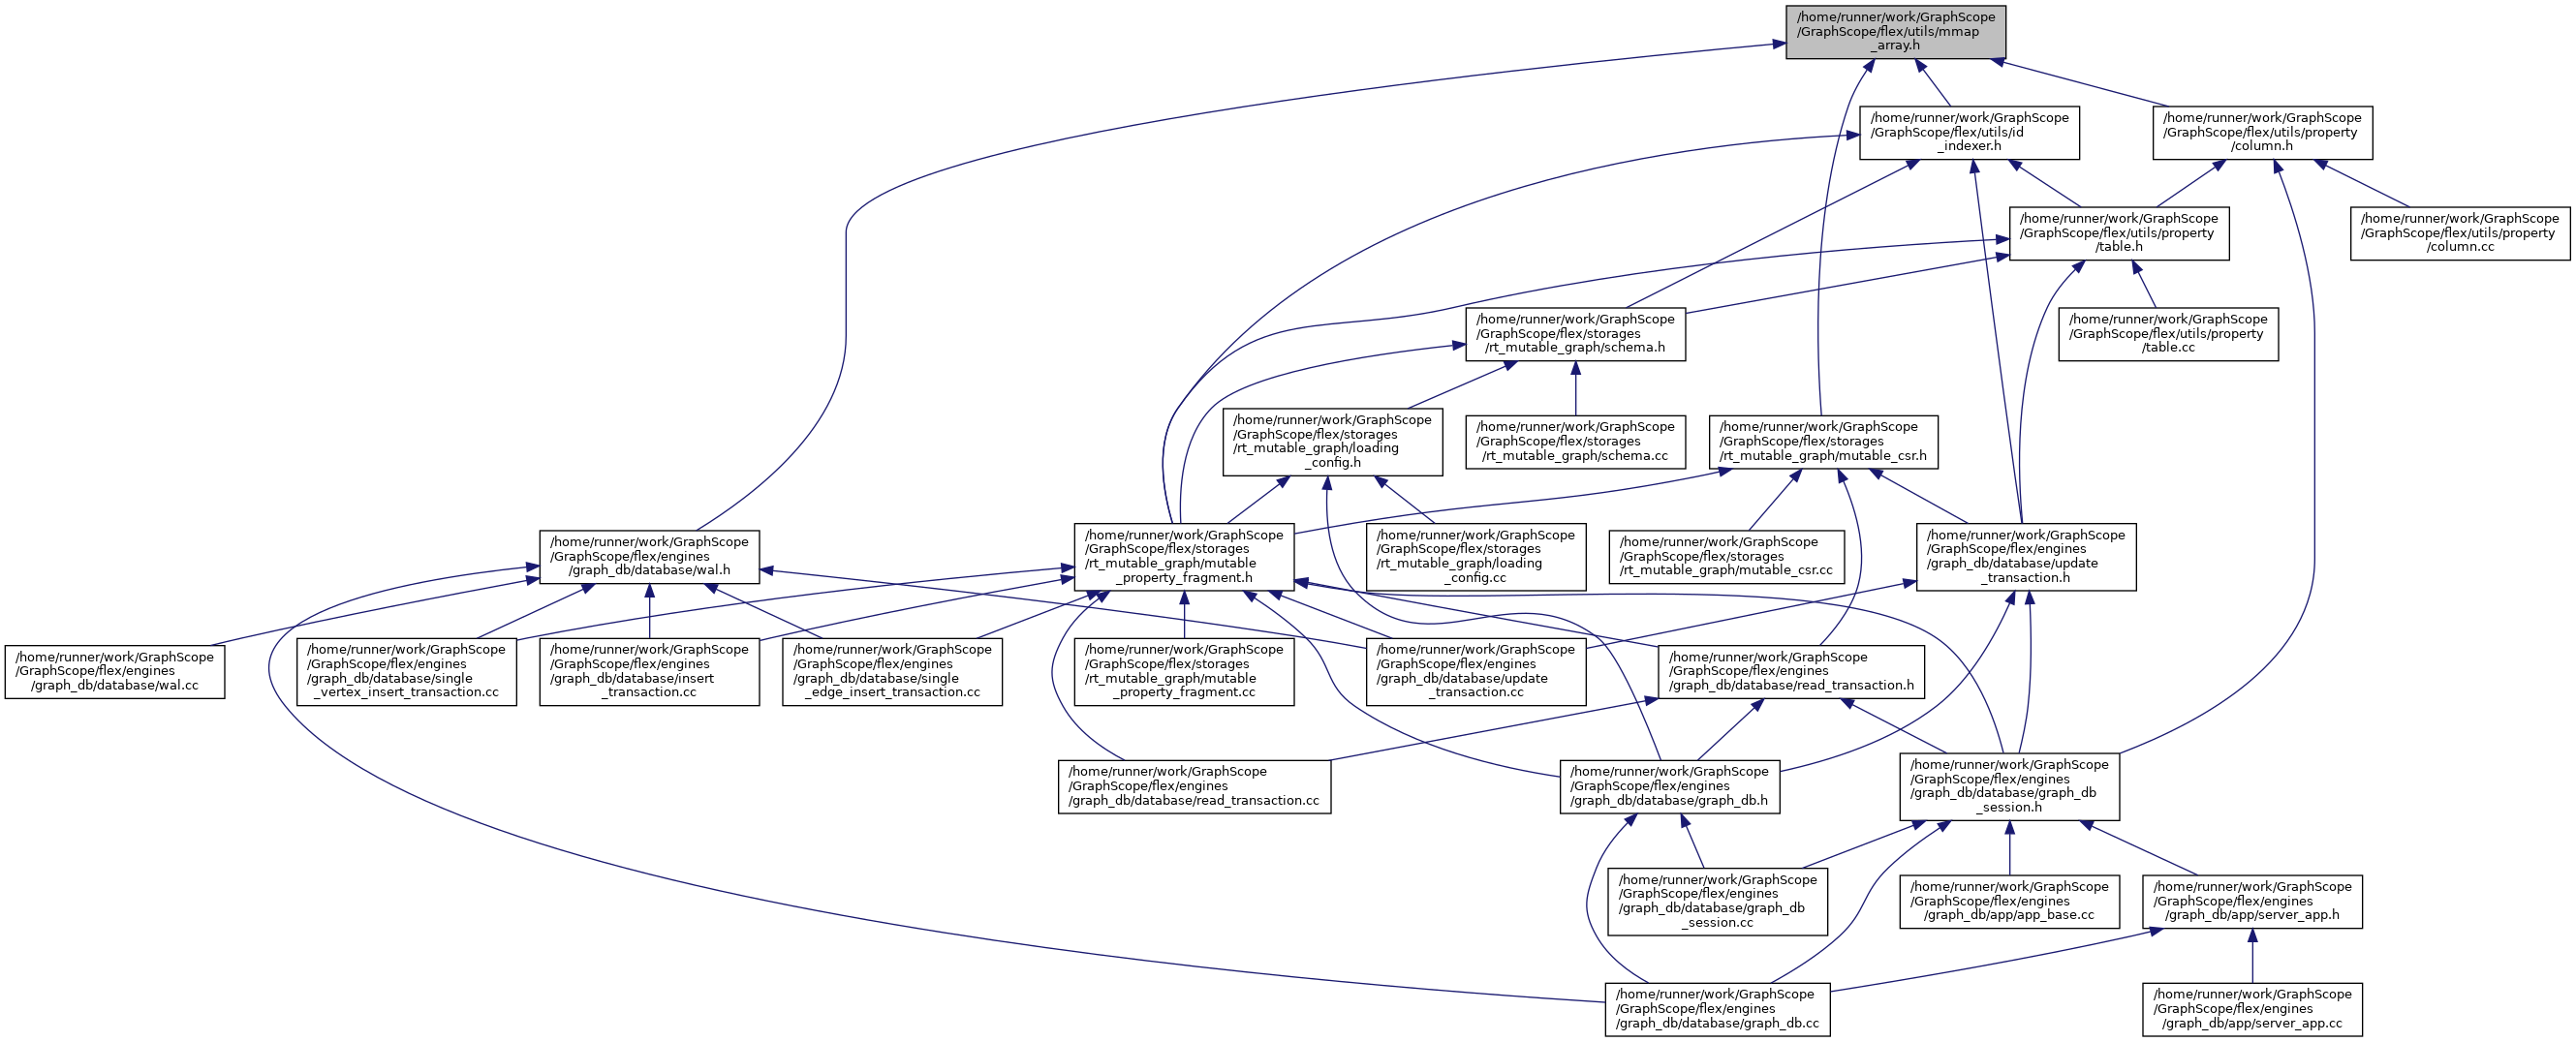 /home/runner/work/GraphScope
/GraphScope/flex/utils/mmap
_array.h
/home/runner/work/GraphScope
/GraphScope/flex/utils/id
_indexer.h
/home/runner/work/GraphScope
/GraphScope/flex/utils/property
/column.h
/home/runner/work/GraphScope
/GraphScope/flex/utils/property
/table.h
/home/runner/work/GraphScope
/GraphScope/flex/utils/property
/column.cc
/home/runner/work/GraphScope
/GraphScope/flex/storages
/rt_mutable_graph/schema.h
/home/runner/work/GraphScope
/GraphScope/flex/utils/property
/table.cc
/home/runner/work/GraphScope
/GraphScope/flex/storages
/rt_mutable_graph/loading
_config.h
/home/runner/work/GraphScope
/GraphScope/flex/storages
/rt_mutable_graph/schema.cc
/home/runner/work/GraphScope
/GraphScope/flex/storages
/rt_mutable_graph/mutable_csr.h
/home/runner/work/GraphScope
/GraphScope/flex/engines
/graph_db/database/wal.h
/home/runner/work/GraphScope
/GraphScope/flex/storages
/rt_mutable_graph/mutable
_property_fragment.h
/home/runner/work/GraphScope
/GraphScope/flex/storages
/rt_mutable_graph/loading
_config.cc
/home/runner/work/GraphScope
/GraphScope/flex/storages
/rt_mutable_graph/mutable_csr.cc
/home/runner/work/GraphScope
/GraphScope/flex/engines
/graph_db/database/update
_transaction.h
/home/runner/work/GraphScope
/GraphScope/flex/engines
/graph_db/database/wal.cc
/home/runner/work/GraphScope
/GraphScope/flex/engines
/graph_db/database/single
_vertex_insert_transaction.cc
/home/runner/work/GraphScope
/GraphScope/flex/engines
/graph_db/database/insert
_transaction.cc
/home/runner/work/GraphScope
/GraphScope/flex/engines
/graph_db/database/single
_edge_insert_transaction.cc
/home/runner/work/GraphScope
/GraphScope/flex/storages
/rt_mutable_graph/mutable
_property_fragment.cc
/home/runner/work/GraphScope
/GraphScope/flex/engines
/graph_db/database/update
_transaction.cc
/home/runner/work/GraphScope
/GraphScope/flex/engines
/graph_db/database/read_transaction.h
/home/runner/work/GraphScope
/GraphScope/flex/engines
/graph_db/database/read_transaction.cc
/home/runner/work/GraphScope
/GraphScope/flex/engines
/graph_db/database/graph_db.h
/home/runner/work/GraphScope
/GraphScope/flex/engines
/graph_db/database/graph_db
_session.h
/home/runner/work/GraphScope
/GraphScope/flex/engines
/graph_db/database/graph_db
_session.cc
/home/runner/work/GraphScope
/GraphScope/flex/engines
/graph_db/app/app_base.cc
/home/runner/work/GraphScope
/GraphScope/flex/engines
/graph_db/app/server_app.h
/home/runner/work/GraphScope
/GraphScope/flex/engines
/graph_db/database/graph_db.cc
/home/runner/work/GraphScope
/GraphScope/flex/engines
/graph_db/app/server_app.cc